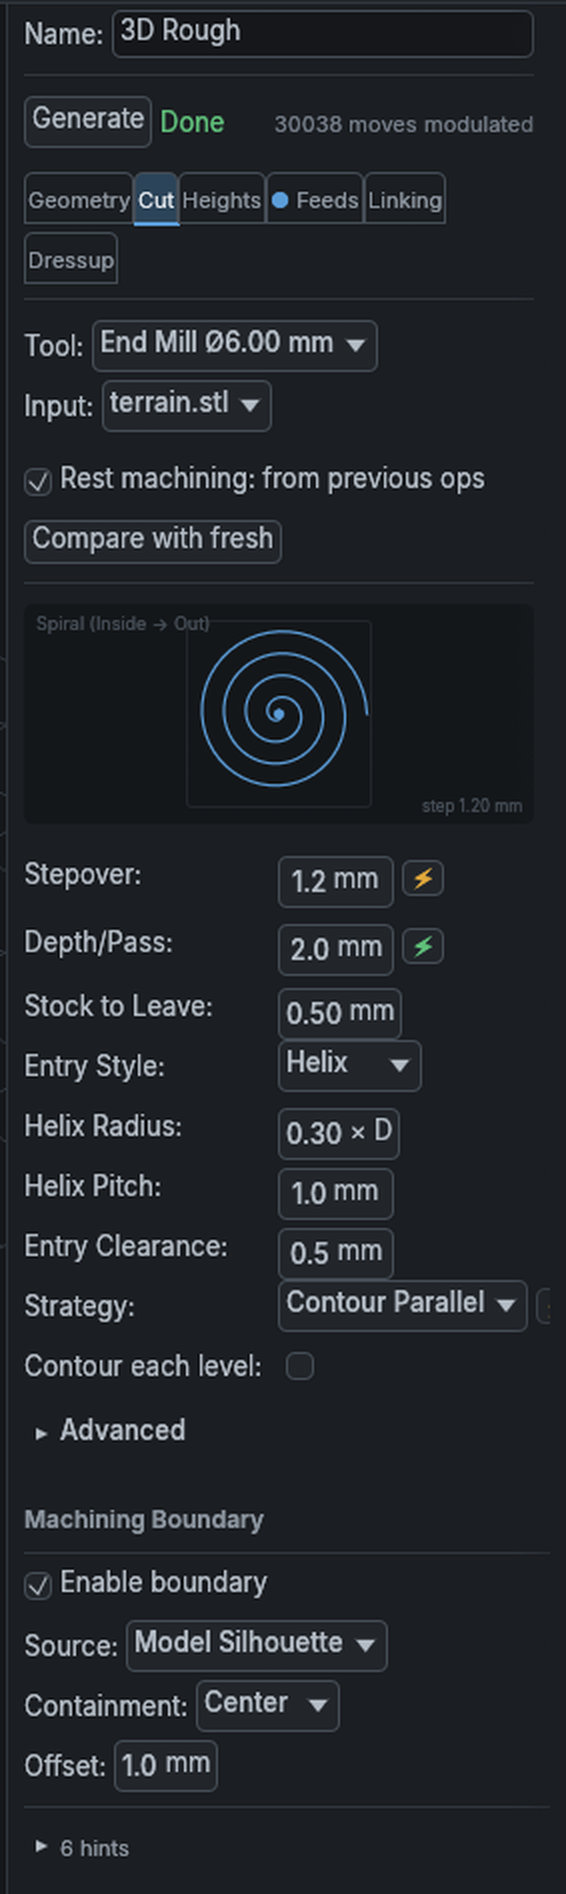 Name: 3D Rough
Generate Done 30038 moves modulated
Geometry Cut Heights Feeds Linking
Dressup
Tool: End Mill Ø6.00 mm
Input: terrain.stl
Rest machining: from previous ops
Compare with fresh
Spiral (Inside → Out)
step 1.20 mm
Stepover: 1.2 mm
Depth/Pass: 2.0 mm
Stock to Leave: 0.50 mm
Entry Style: Helix
Helix Radius: 0.30 × D
Helix Pitch: 1.0 mm
Entry Clearance: 0.5 mm
Strategy: Contour Parallel
Contour each level:
Advanced
Machining Boundary
Enable boundary
Source: Model Silhouette
Containment: Center
Offset: 1.0 mm
6 hints